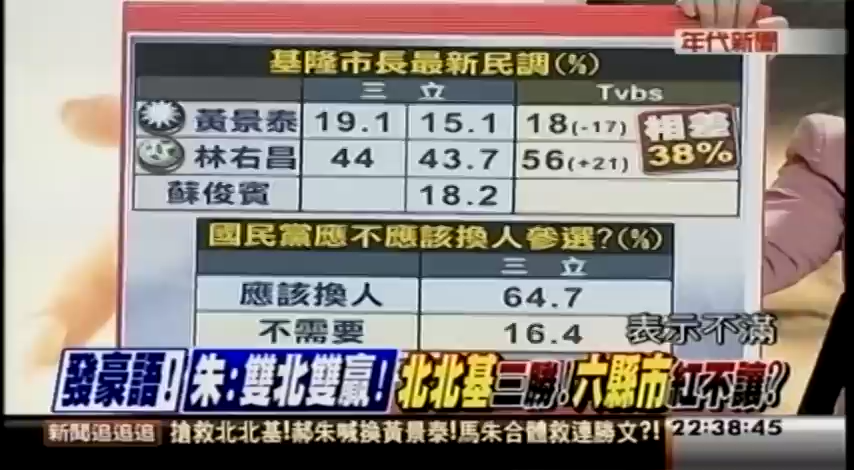 年代新聞
基隆市長最新民調(%)
三 立 Tvbs
黃景泰 19.1 15.1 18(-17)
林右昌 44 43.7 56(+21)
相差
38%
蘇俊賓 18.2
國民黨應不應該換人參選?(%)
三 立
應該換人 64.7
不需要 16.4
表示不滿
發豪語! 朱:雙北雙贏! 北北基三勝!六縣市紅不讓?
新聞追追追 搶救北北基!郝朱喊換黃景泰!馬朱合體救連勝文?! 22:38:45